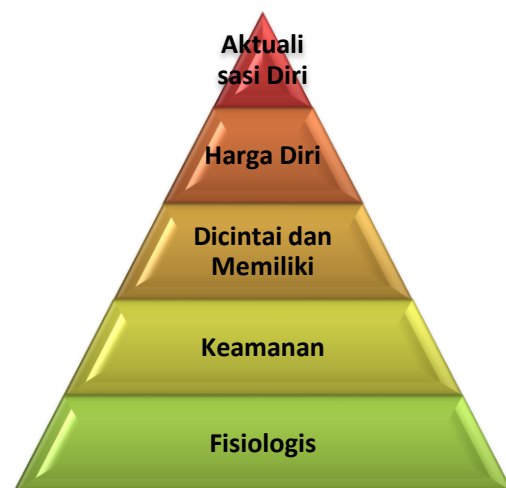 Aktuali
sasi Diri
Harga Diri
Dicintai dan
Memiliki
Keamanan
Fisiologis